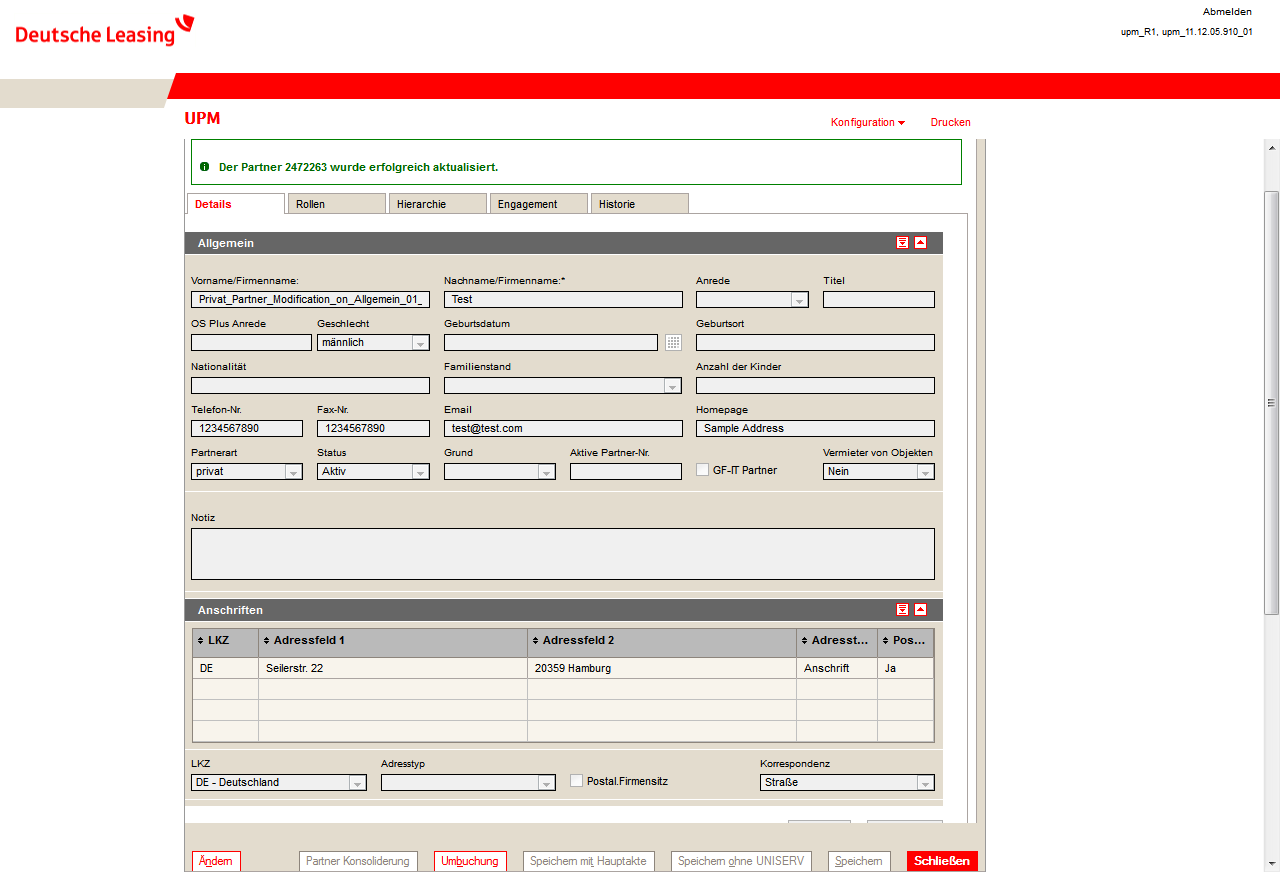 Deutsche Leasing
Abmelden
upm_R1, upm_11.12.05.910_01
UPM
Konfiguration
Drucken
Der Partner 2472263 wurde erfolgreich aktualisiert.
Details Rollen Hierarchie Engagement Historie
Allgemein
Vorname/Firmenname: Nachname/Firmenname:* Anrede Titel
Privat_Partner_Modification_on_Allgemein_01_ Test
OS Plus Anrede Geschlecht Geburtsdatum Geburtsort
männlich
Nationalität Familienstand Anzahl der Kinder
Telefon-Nr. Fax-Nr. Email Homepage
1234567890 1234567890 test@test.com Sample Address
Partnerart Status Grund Aktive Partner-Nr. Vermieter von Objekten
privat Aktiv GF-IT Partner Nein
Notiz
Anschriften
LKZ Adressfeld 1 Adressfeld 2 Adresst... Pos...
DE Seilerstr. 22 20359 Hamburg Anschrift Ja
LKZ Adresstyp Korrespondenz
DE - Deutschland Postal.Firmensitz Straße
Ändern Partner Konsolidierung Umbuchung Speichern mit Hauptakte Speichern ohne UNISERV Speichern Schließen